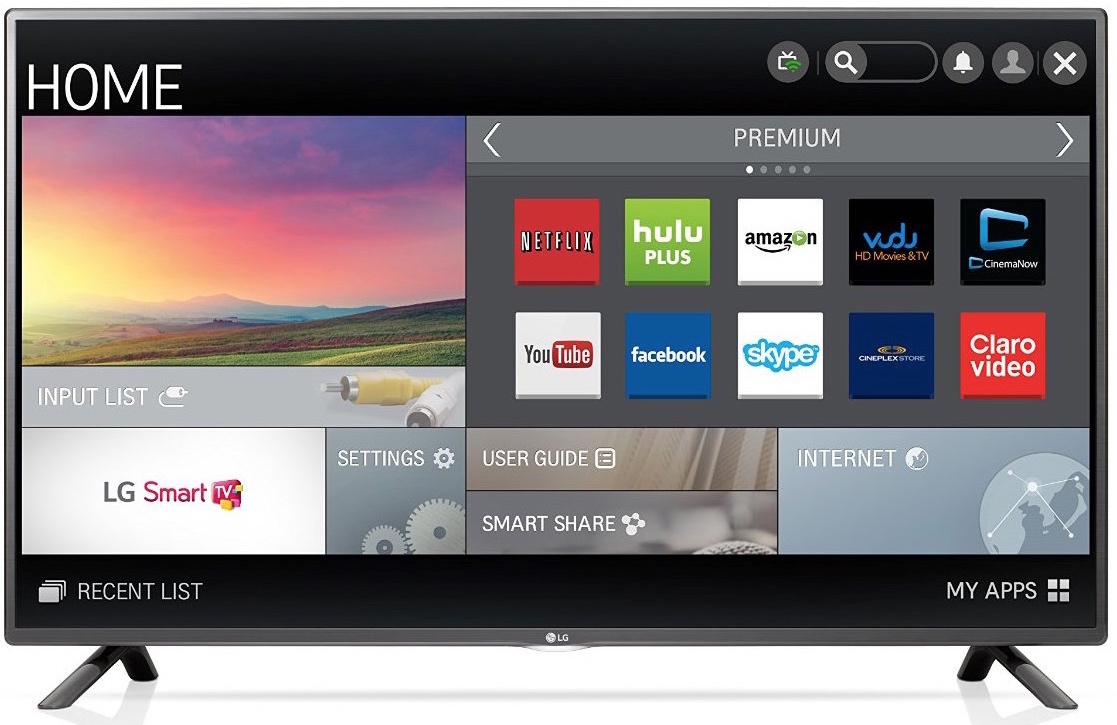 HOME
PREMIUM
NETFLIX
hulu
PLUS
amazon
vudu
HD Movies & TV
CinemaNow
YouTube
facebook
skype
CINEPLEX STORE
Claro
video
INPUT LIST
LG Smart TV
SETTINGS
USER GUIDE
SMART SHARE
INTERNET
RECENT LIST
MY APPS
LG